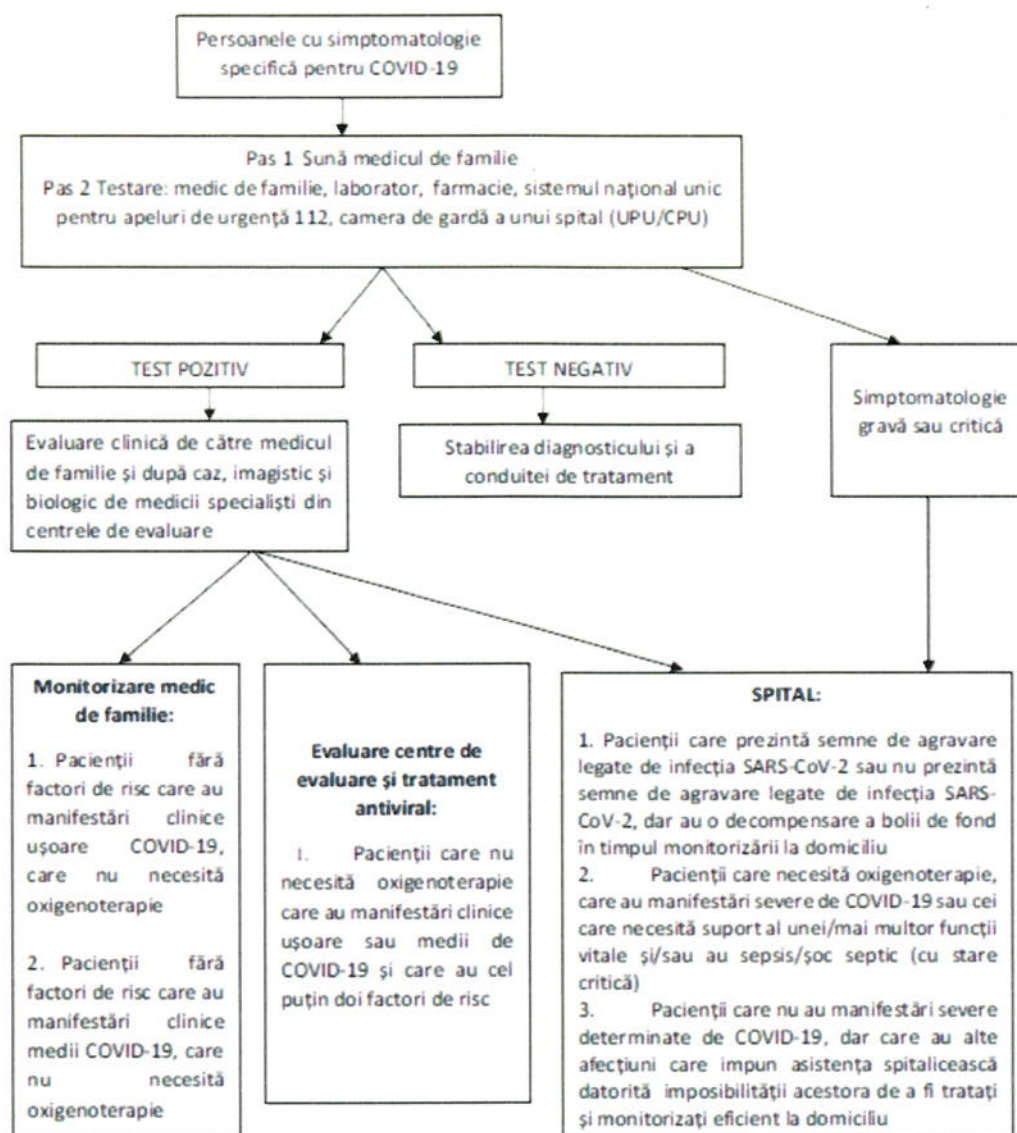 Persoanele cu simptomatologie
specifică pentru COVID-19
Pas 1 Sună medicul de familie
Pas 2 Testare: medic de familie, laborator, farmacie, sistemul național unic
pentru apeluri de urgență 112, camera de gardă a unui spital (UPU/CPU)
TEST POZITIV
TEST NEGATIV
Simptomatologie
gravă sau critică
Evaluare clinică de către medicul
de familie și după caz, imagistic și
biologic de medicii specialiști din
centrele de evaluare
Stabilirea diagnosticului și a
conduitei de tratament
Monitorizare medic
de familie:
1. Pacienții fără
factori de risc care au
manifestări clinice
ușoare COVID-19,
care nu necesită
oxigenoterapie
2. Pacienții fără
factori de risc care au
manifestări clinice
medii COVID-19, care
nu necesită
oxigenoterapie
Evaluare centre de
evaluare și tratament
antiviral:
1. Pacienții care nu
necesită oxigenoterapie
care au manifestări clinice
ușoare sau medii de
COVID-19 și care au cel
puțin doi factori de risc
SPITAL:
1. Pacienții care prezintă semne de agravare
legate de infecția SARS-CoV-2 sau nu prezintă
semne de agravare legate de infecția SARS-
CoV-2, dar au o decompensare a bolii de fond
în timpul monitorizării la domiciliu
2. Pacienții care necesită oxigenoterapie,
care au manifestări severe de COVID-19 sau cei
care necesită suport al unei/mai multor funcții
vitale și/sau au sepsis/șoc septic (cu stare
critică)
3. Pacienții care nu au manifestări severe
determinate de COVID-19, dar care au alte
afecțiuni care impun asistența spitalicească
datorită imposibilității acestora de a fi tratați
și monitorizați eficient la domiciliu